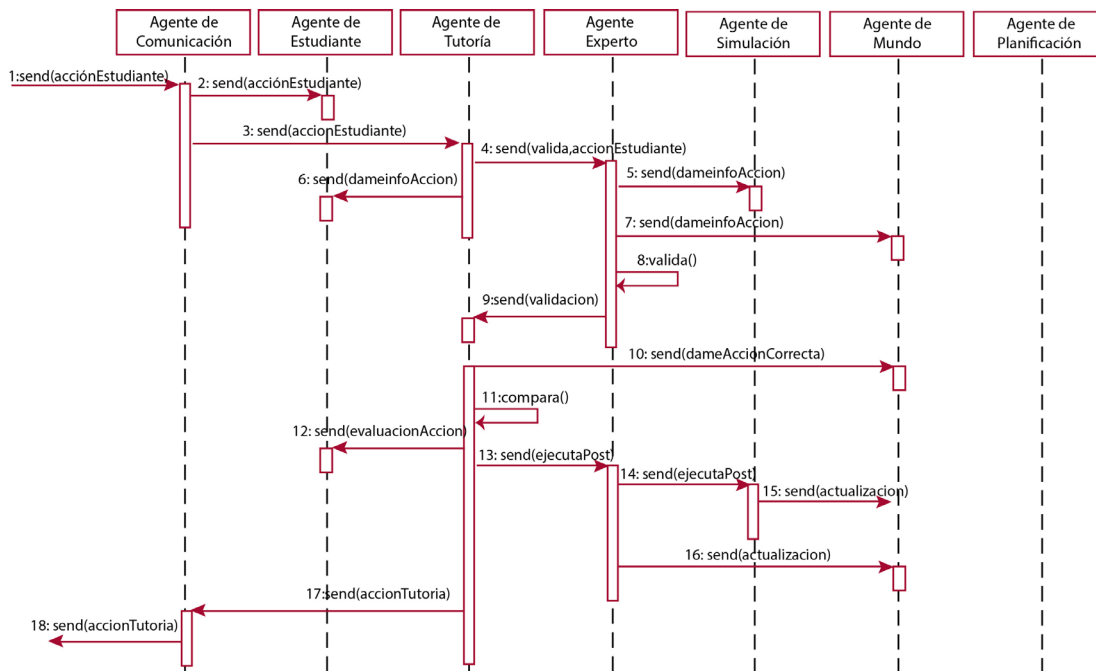 Agente de
Comunicación
Agente de
Estudiante
Agente de
Tutoría
Agente
Experto
Agente de
Simulación
Agente de
Mundo
Agente de
Planificación
1:send(acciónEstudiante)
2: send(acciónEstudiante)
3: send(accionEstudiante)
4: send(valida,accionEstudiante)
5: send(dameinfoAccion)
6: send(dameinfoAccion)
7: send(dameinfoAccion)
8:valida()
9:send(validacion)
10: send(dameAccionCorrecta)
11:compara()
12: send(evaluacionAccion)
13: send(ejecutaPost)
14: send(ejecutaPost)
15: send(actualizacion)
16: send(actualizacion)
17:send(accionTutoria)
18: send(accionTutoria)